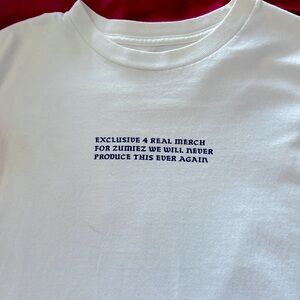 EXCLUSIVE 4 REAL MERCH
FOR ZUMIEZ WE WILL NEVER
PRODUCE THIS EVER AGAIN